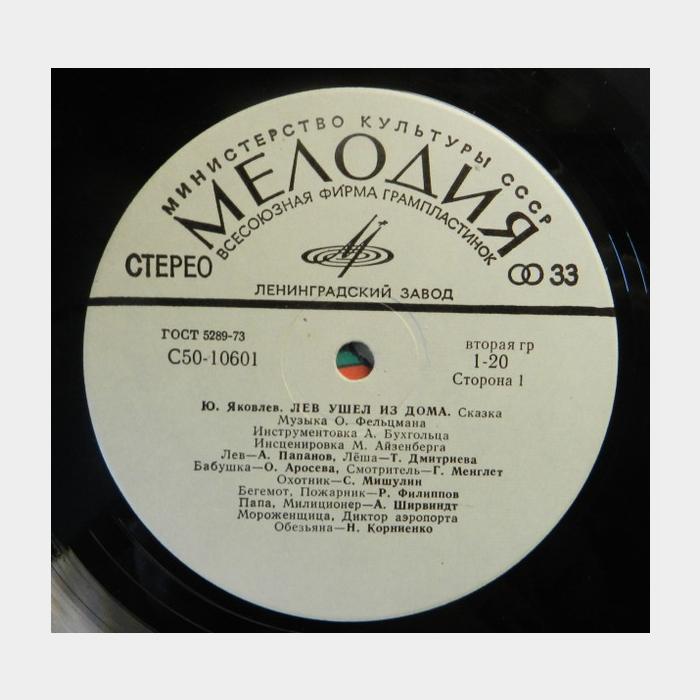 МИНИСТЕРСТВО КУЛЬТУРЫ СССР
МЕЛОДИЯ
ВСЕСОЮЗНАЯ ФИРМА ГРАМПЛАСТИНОК
СТЕРЕО
33
ЛЕНИНГРАДСКИЙ ЗАВОД
ГОСТ 5289-73
С50-10601
вторая гр
1-20
Сторона 1
Ю. Яковлев. ЛЕВ УШЕЛ ИЗ ДОМА. Сказка
Музыка О. Фельцмана
Инструментовка А. Бухгольца
Инсценировка М. Айзенберга
Лев—А. Папанов, Лёша—Т. Дмитриева
Бабушка—О. Аросева, Смотритель—Г. Менглет
Охотник—С. Мишулин
Бегемот, Пожарник—Р. Филиппов
Папа, Милиционер—А. Ширвиндт
Мороженщица, Диктор аэропорта
Обезьяна—Н. Корниенко